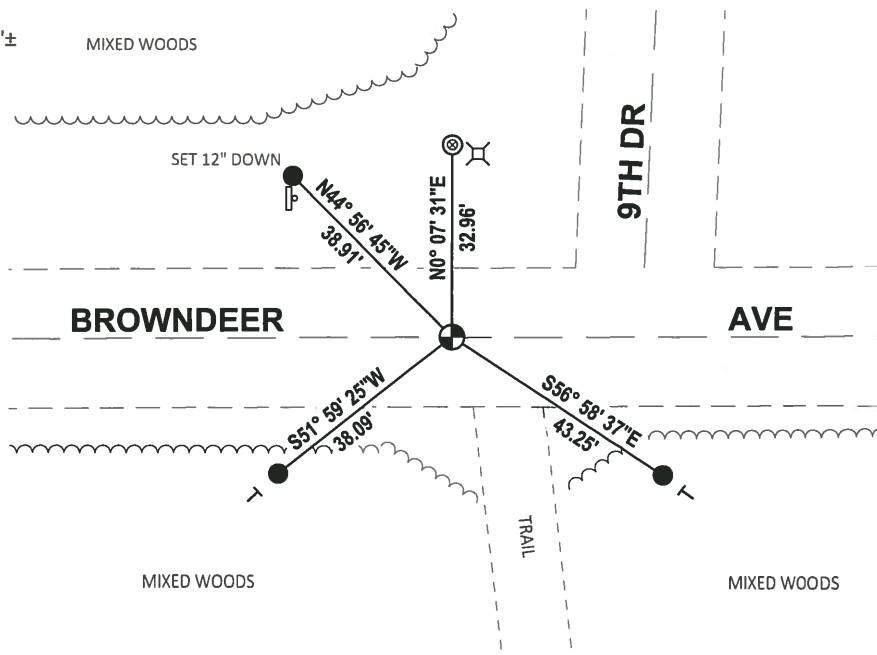 '±
MIXED WOODS
SET 12" DOWN
N44° 56' 45"W
38.91'
N0° 07' 31"E
32.96'
9TH DR
BROWNDEER AVE
S51° 59' 25"W
38.09'
S56° 58' 37"E
43.25'
TRAIL
MIXED WOODS
MIXED WOODS